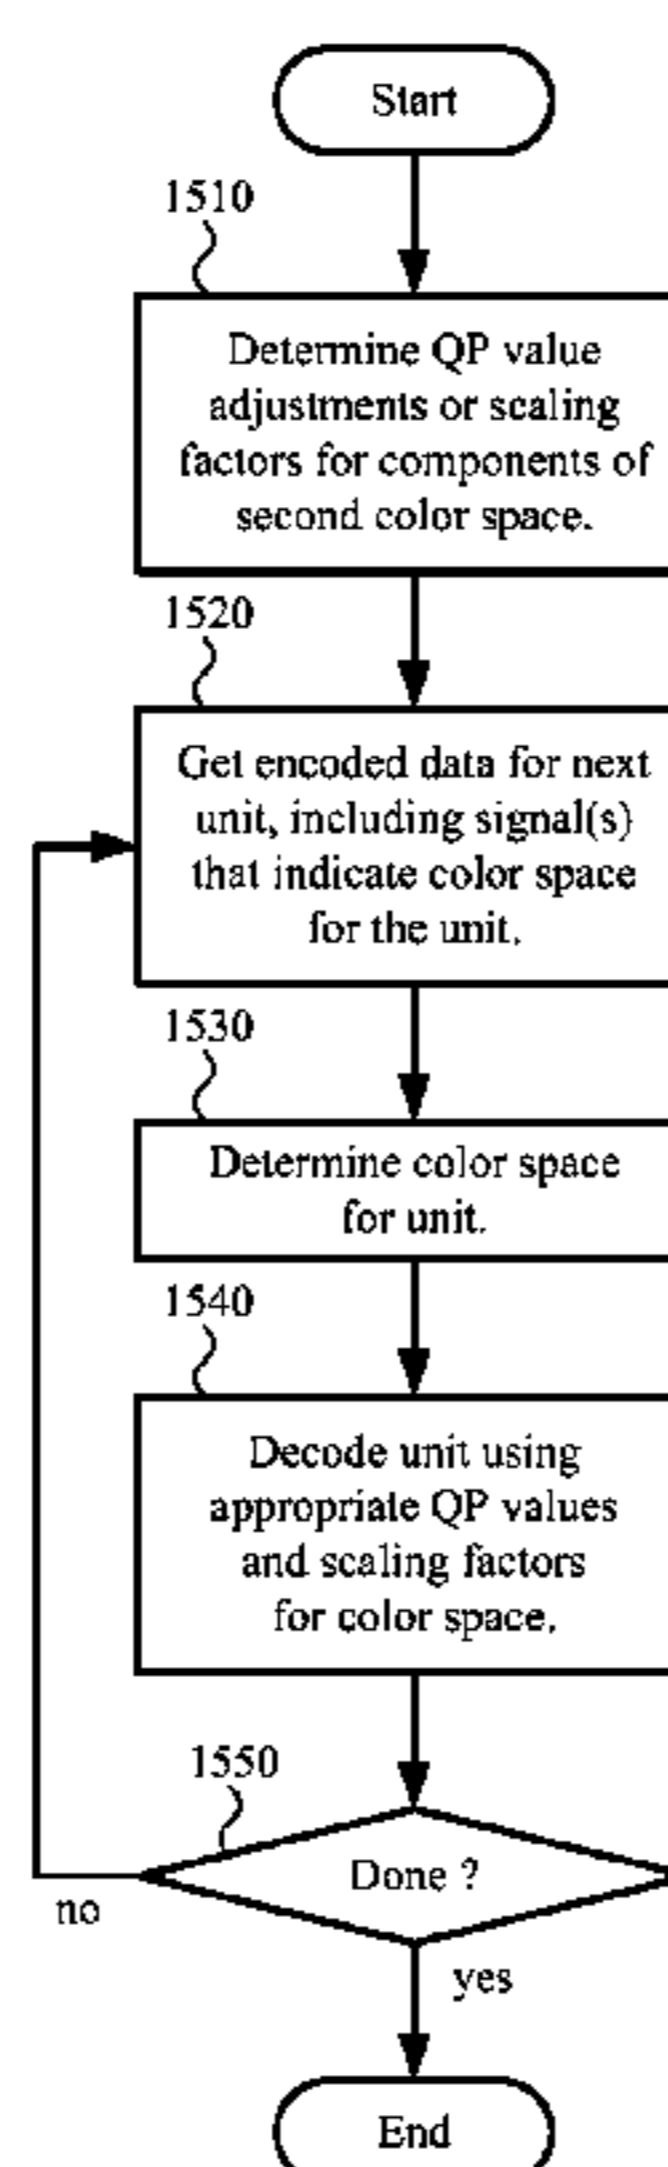 Start
1510
Determine QP value
adjustments or scaling
factors for components of
second color space.
1520
Get encoded data for next
unit, including signal(s)
that indicate color space
for the unit.
1530
Determine color space
for unit.
1540
Decode unit using
appropriate QP values
and scaling factors
for color space.
1550
Done ?
no
yes
End